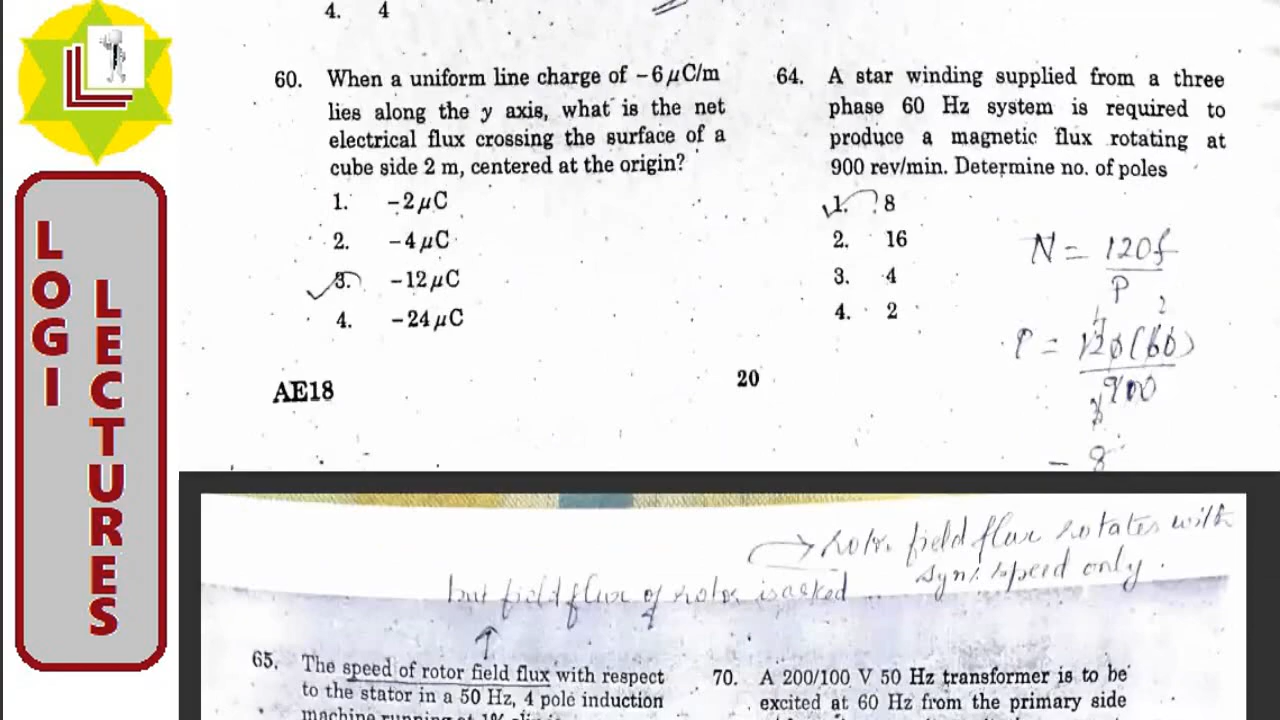 LOGI
LECTURES
4. 4
60. When a uniform line charge of −6 μC/m
lies along the y axis, what is the net
electrical flux crossing the surface of a
cube side 2 m, centered at the origin?
1. −2 μC
2. −4 μC
3. −12 μC
4. −24 μC
AE18
20
64. A star winding supplied from a three
phase 60 Hz system is required to
produce a magnetic flux rotating at
900 rev/min. Determine no. of poles
1. 8
2. 16
3. 4
4. 2
N = 120f
P
P = 120(60)
900
− 8
→ rotor field flux rotates with
syn. speed only.
but field flux of rotor is asked
65. The speed of rotor field flux with respect
to the stator in a 50 Hz, 4 pole induction
machine running at 1%
70. A 200/100 V 50 Hz transformer is to be
excited at 60 Hz from the primary side